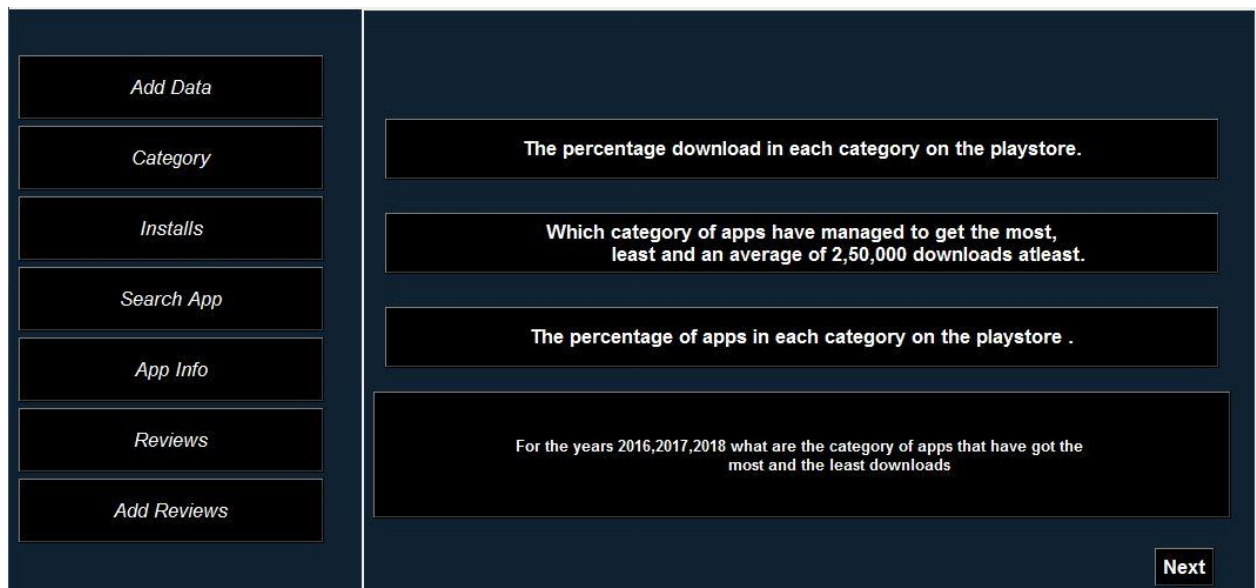 Add Data
Category
Installs
Search App
App Info
Reviews
Add Reviews
The percentage download in each category on the playstore.
Which category of apps have managed to get the most,
least and an average of 2,50,000 downloads atleast.
The percentage of apps in each category on the playstore .
For the years 2016,2017,2018 what are the category of apps that have got the
most and the least downloads
Next